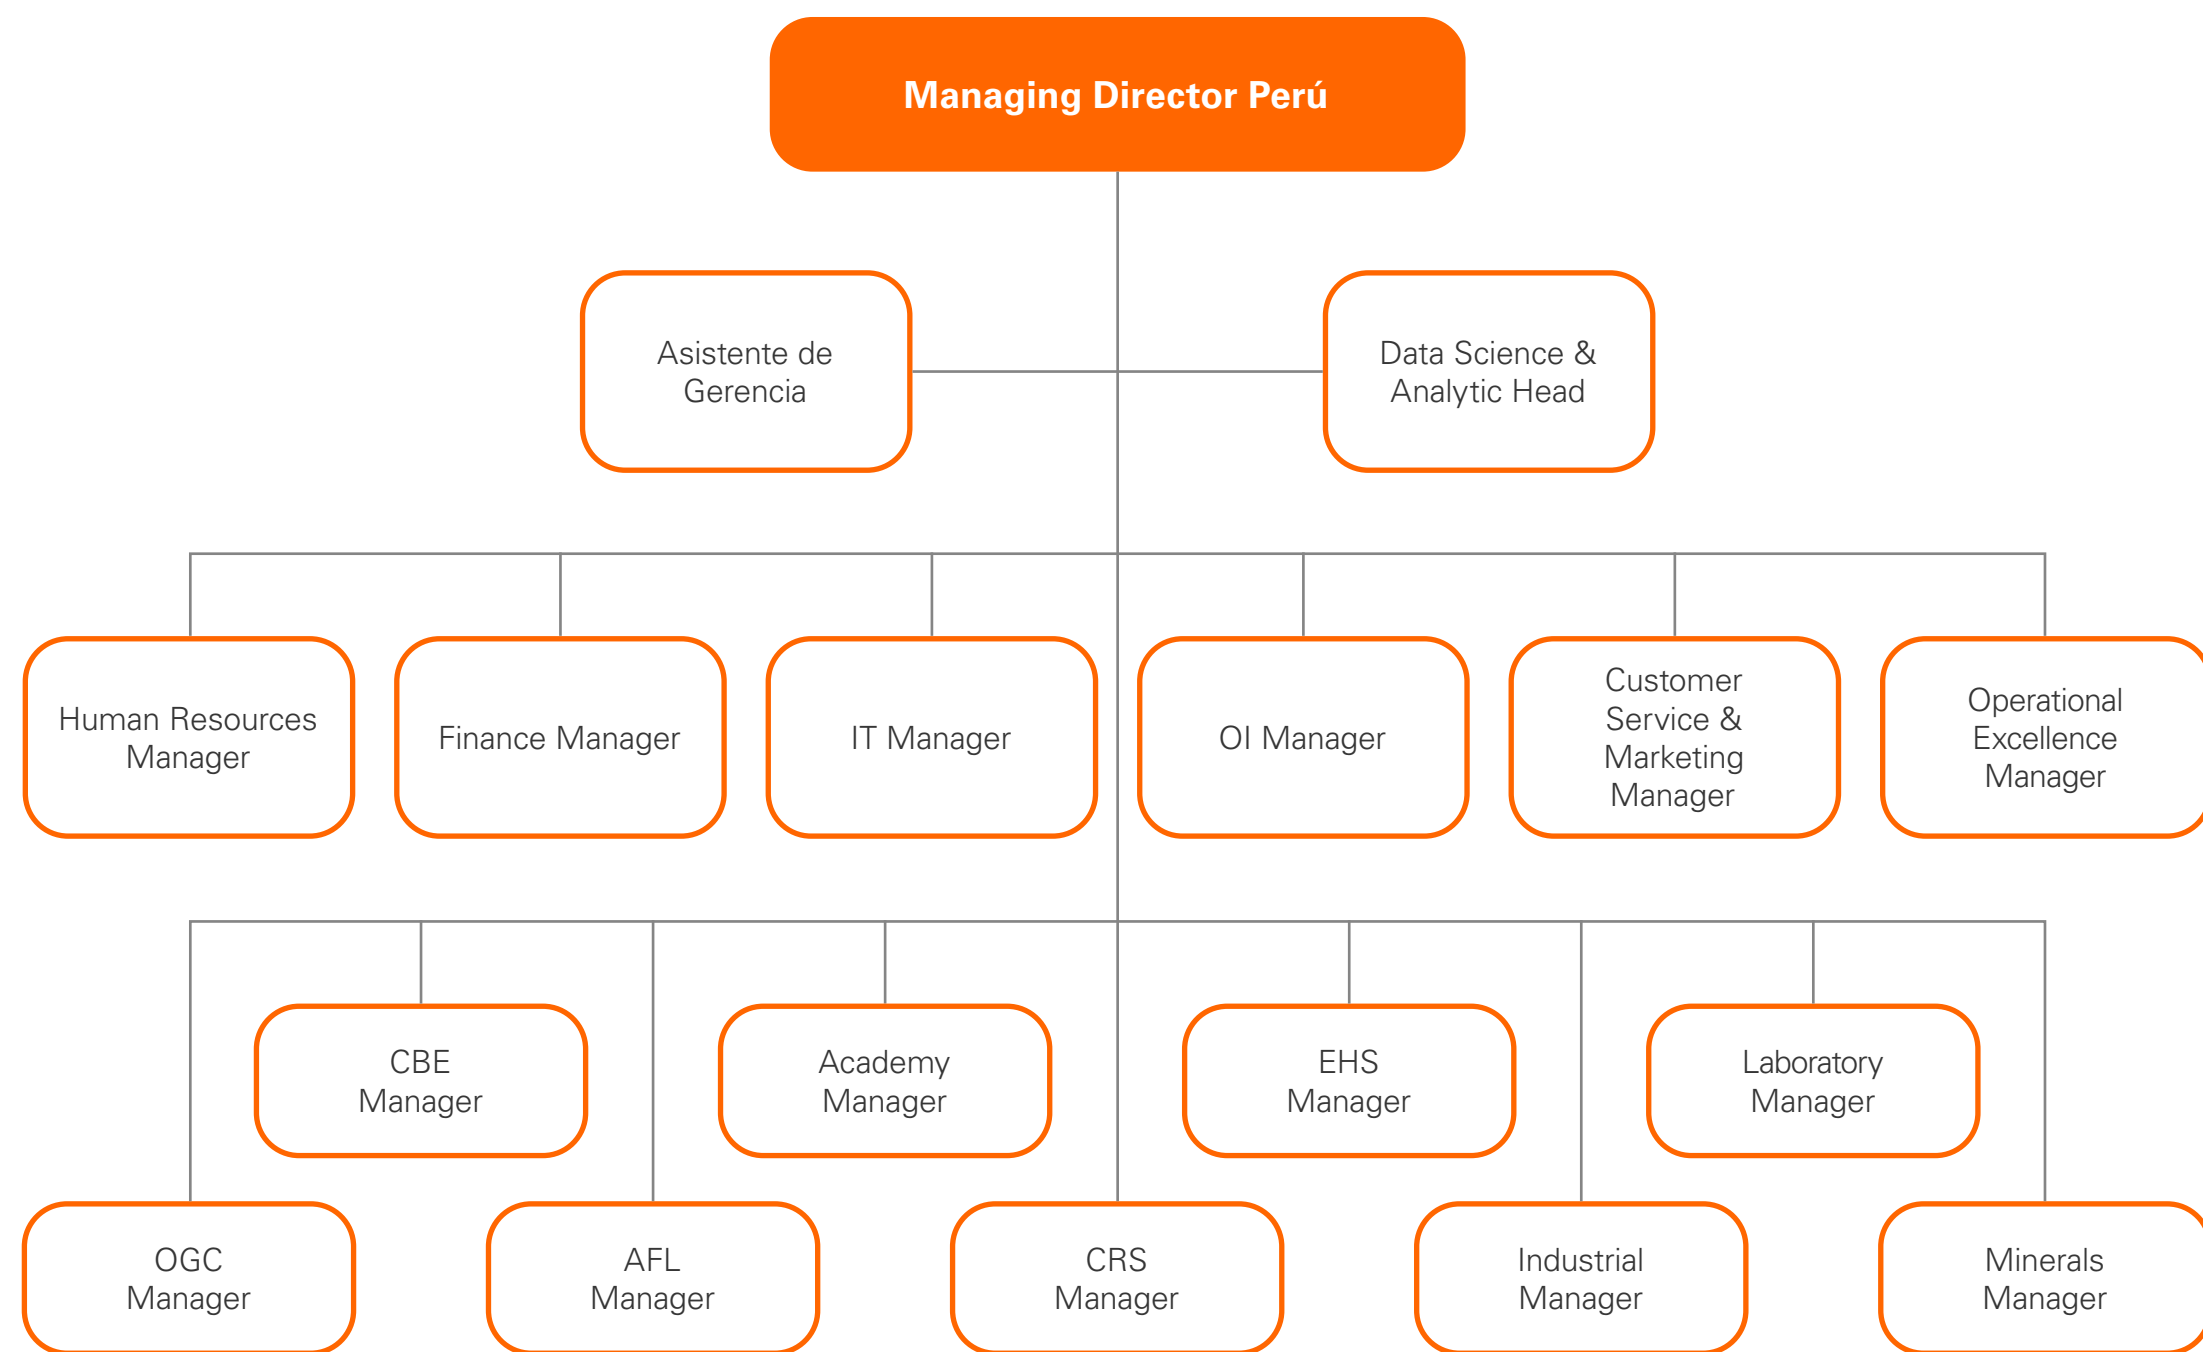 Managing Director Perú
Asistente de
Gerencia
Data Science &
Analytic Head
Human Resources
Manager
Finance Manager
IT Manager
OI Manager
Customer
Service &
Marketing
Manager
Operational
Excellence
Manager
CBE
Manager
Academy
Manager
EHS
Manager
Laboratory
Manager
OGC
Manager
AFL
Manager
CRS
Manager
Industrial
Manager
Minerals
Manager